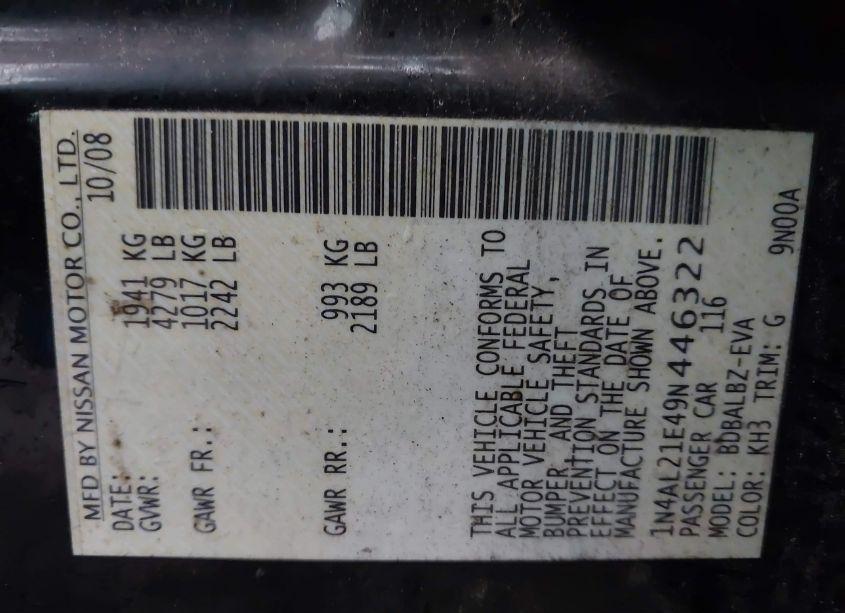 MFD BY NISSAN MOTOR CO., LTD.
DATE: 10/08
GVWR: 1941 KG
4279 LB
GAWR FR.: 1017 KG
2242 LB
GAWR RR.: 993 KG
2189 LB
THIS VEHICLE CONFORMS TO
ALL APPLICABLE FEDERAL
MOTOR VEHICLE SAFETY,
BUMPER, AND THEFT
PREVENTION STANDARDS IN
EFFECT ON THE DATE OF
MANUFACTURE SHOWN ABOVE.
1N4AL21E49N446322
PASSENGER CAR 116
MODEL: BDBALBZ-EVA
COLOR: KH3 TRIM: G 9N00A